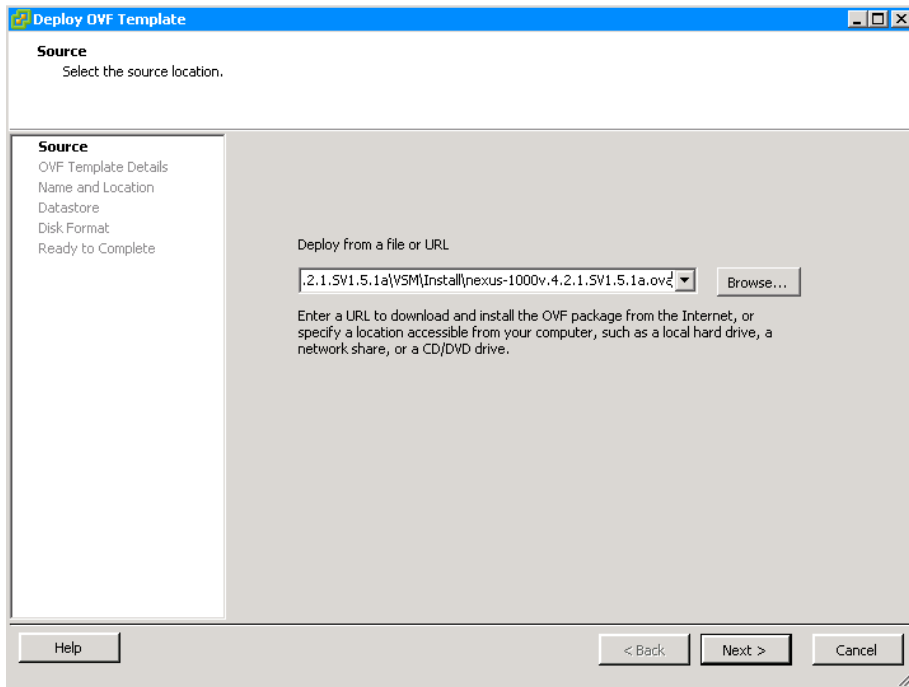 Deploy OVF Template
Source
Select the source location.
Source
OVF Template Details
Name and Location
Datastore
Disk Format
Ready to Complete
Deploy from a file or URL
.2.1.SV1.5.1a\VSM\Install\nexus-1000v.4.2.1.SV1.5.1a.ova
Browse...
Enter a URL to download and install the OVF package from the Internet, or
specify a location accessible from your computer, such as a local hard drive, a
network share, or a CD/DVD drive.
Help
< Back
Next >
Cancel